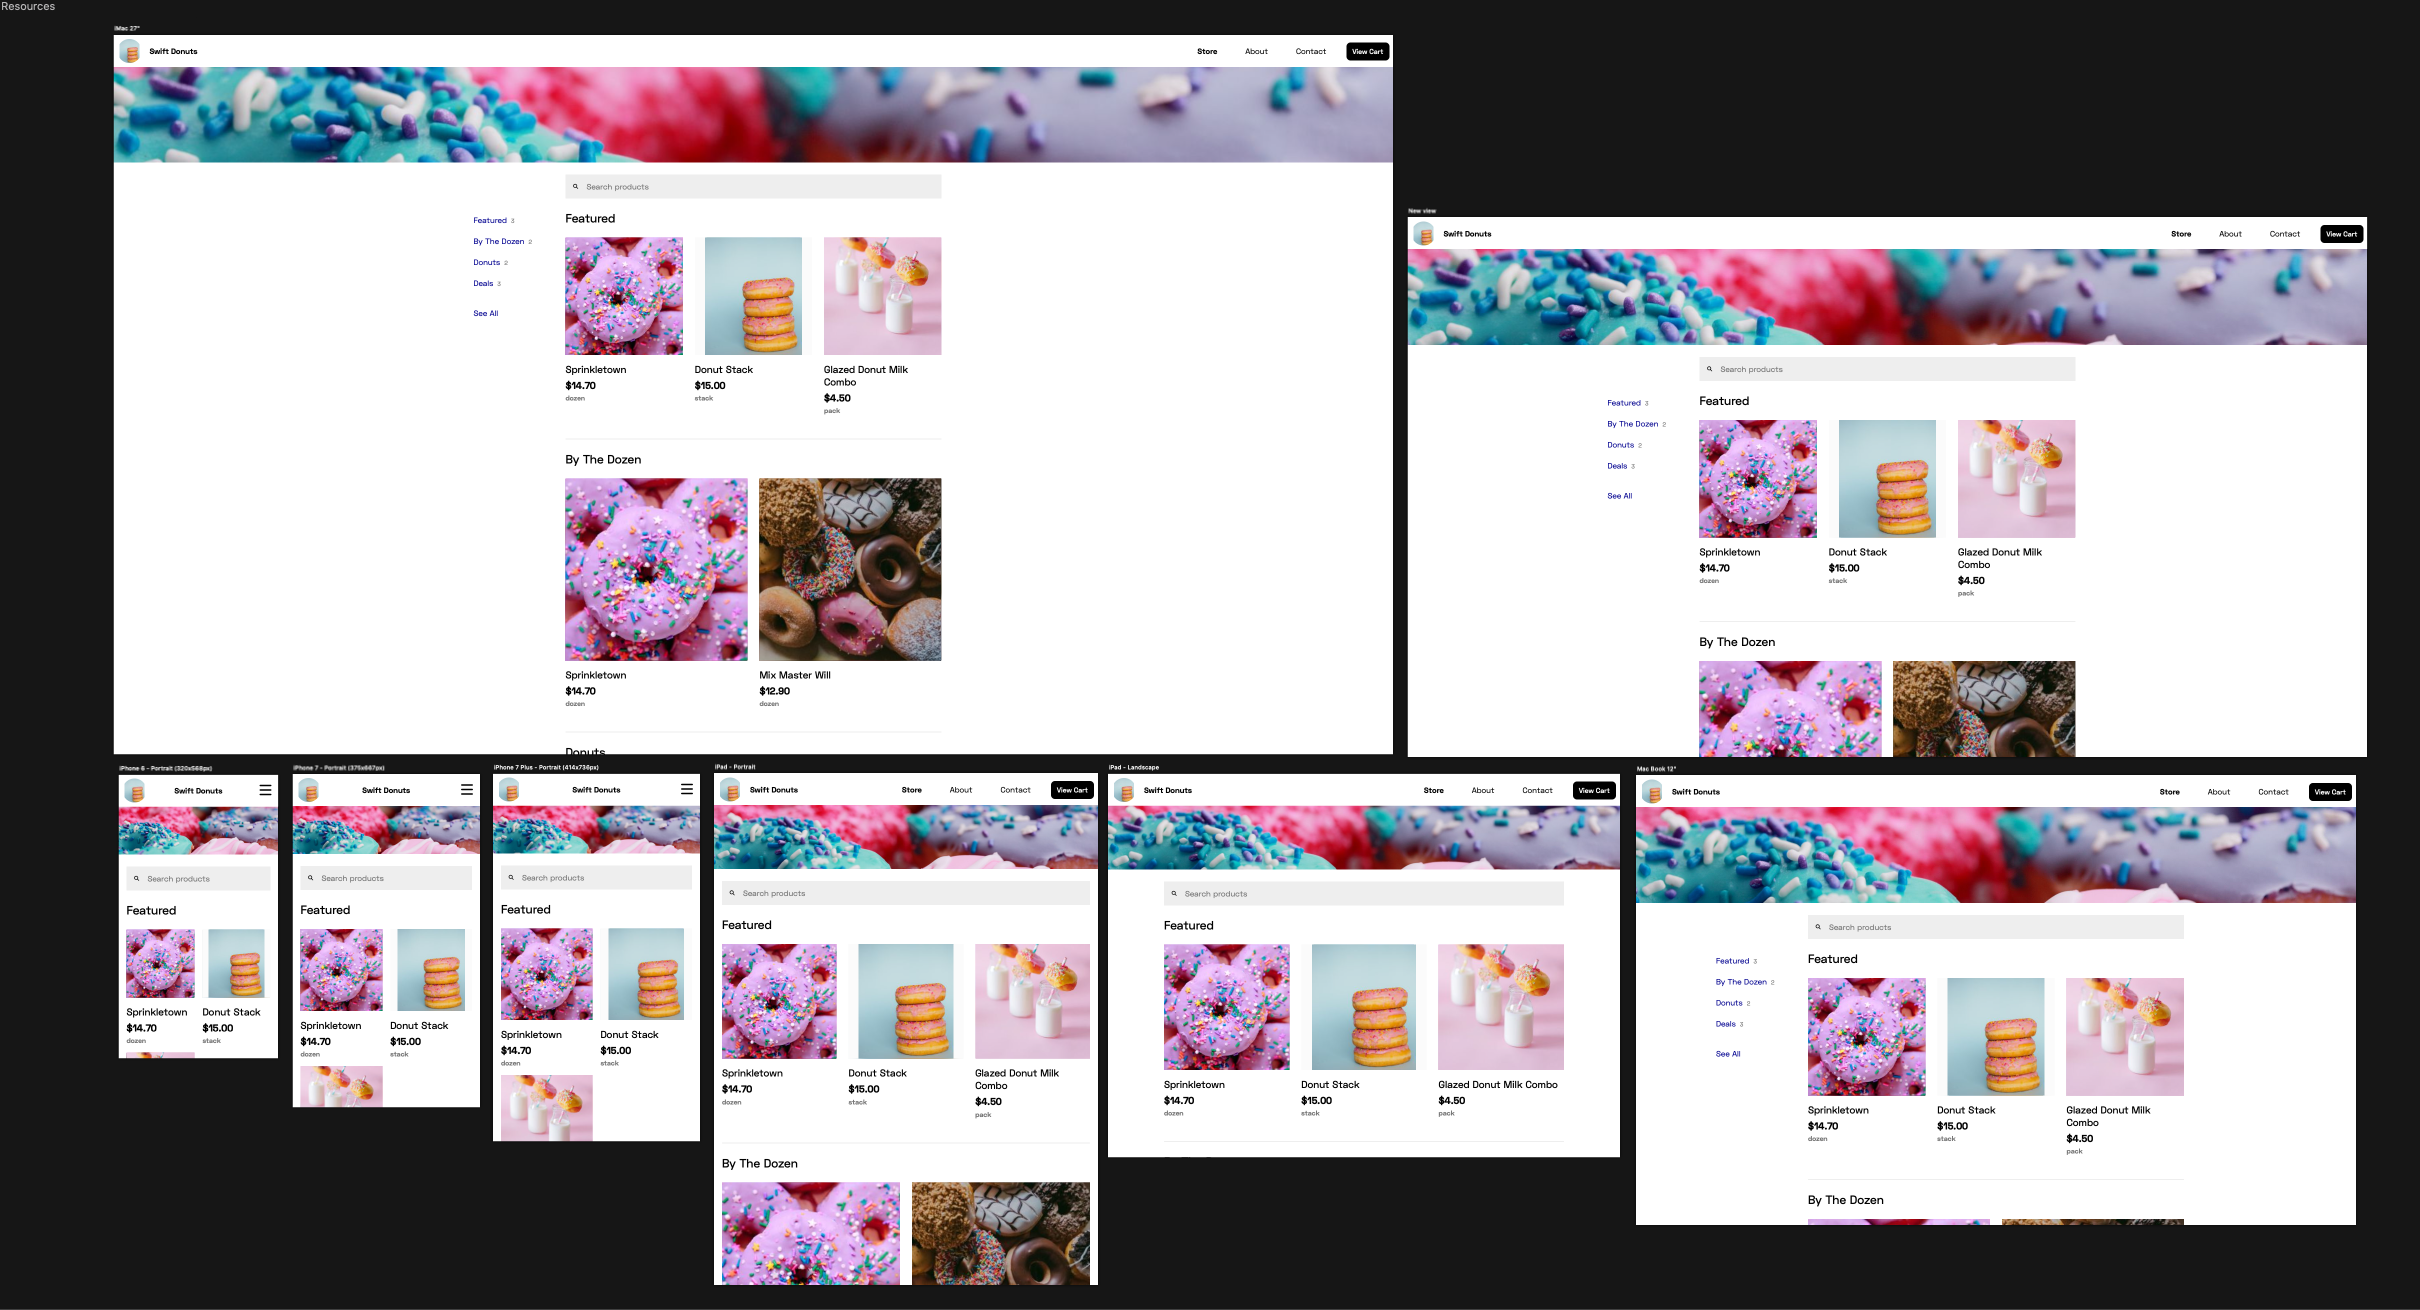 Resources
iMac 27"
Swift Donuts
Store About Contact View Cart
Search products
Featured 3
By The Dozen 2
Donuts 2
Deals 3
See All
Featured
Sprinkletown
$14.70
dozen
Donut Stack
$15.00
stack
Glazed Donut Milk
Combo
$4.50
pack
By The Dozen
Sprinkletown
$14.70
dozen
Mix Master Will
$12.90
dozen
Donuts
New view
Swift Donuts
Store About Contact View Cart
Search products
Featured 3
By The Dozen 2
Donuts 2
Deals 3
See All
Featured
Sprinkletown
$14.70
dozen
Donut Stack
$15.00
stack
Glazed Donut Milk
Combo
$4.50
pack
By The Dozen
iPhone 6 - Portrait (320x568px)
Swift Donuts
Search products
Featured
Sprinkletown
$14.70
dozen
Donut Stack
$15.00
stack
iPhone 7 - Portrait (375x667px)
Swift Donuts
Search products
Featured
Sprinkletown
$14.70
dozen
Donut Stack
$15.00
stack
iPhone 7 Plus - Portrait (414x736px)
Swift Donuts
Search products
Featured
Sprinkletown
$14.70
dozen
Donut Stack
$15.00
stack
iPad - Portrait
Swift Donuts
Store About Contact View Cart
Search products
Featured
Sprinkletown
$14.70
dozen
Donut Stack
$15.00
stack
Glazed Donut Milk
Combo
$4.50
pack
By The Dozen
iPad - Landscape
Swift Donuts
Store About Contact View Cart
Search products
Featured
Sprinkletown
$14.70
dozen
Donut Stack
$15.00
stack
Glazed Donut Milk Combo
$4.50
pack
Mac Book 12"
Swift Donuts
Store About Contact View Cart
Search products
Featured 3
By The Dozen 2
Donuts 2
Deals 3
See All
Featured
Sprinkletown
$14.70
dozen
Donut Stack
$15.00
stack
Glazed Donut Milk
Combo
$4.50
pack
By The Dozen